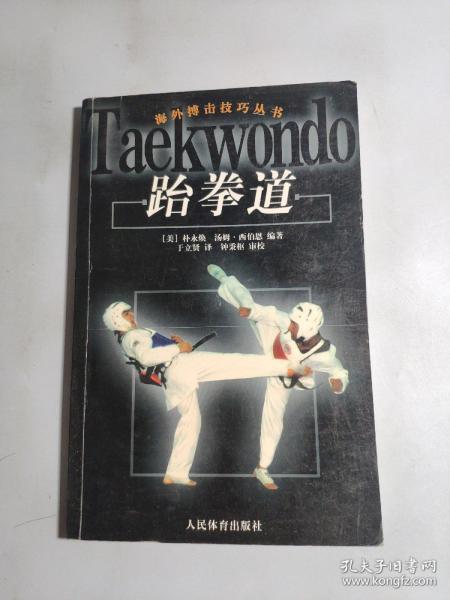 海外搏击技巧丛书
Taekwondo
跆拳道
［美］朴永焕 汤姆·西伯恩 编著
于立贤 译 钟秉枢 审校
人民体育出版社
孔夫子旧书网
www.kongfz.com